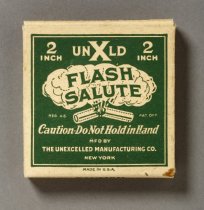 2 UNXLD 2
INCH INCH
FLASH
SALUTE
REG. U.S. PAT. OFF.
Caution-Do Not Hold in Hand
MFD BY
THE UNEXCELLED MANUFACTURING CO.
NEW YORK
MADE IN U.S.A.